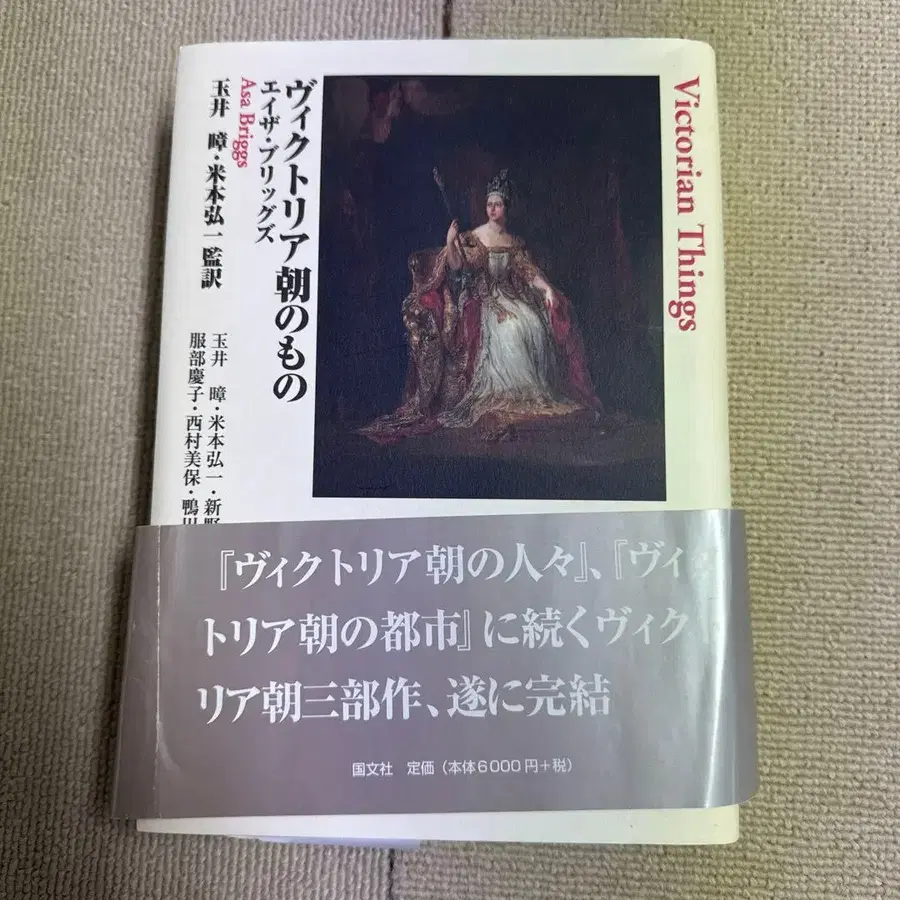 Victorian Things
ヴィクトリア朝のもの
エイザ・ブリッグズ
Asa Briggs
玉井 暲・米本弘一 監訳
玉井 暲・米本弘一・新野
服部慶子・西村美保・鴨川
『ヴィクトリア朝の人々』、『ヴィ
トリア朝の都市』に続くヴィク
リア朝三部作、遂に完結
国文社 定価（本体6000円＋税）